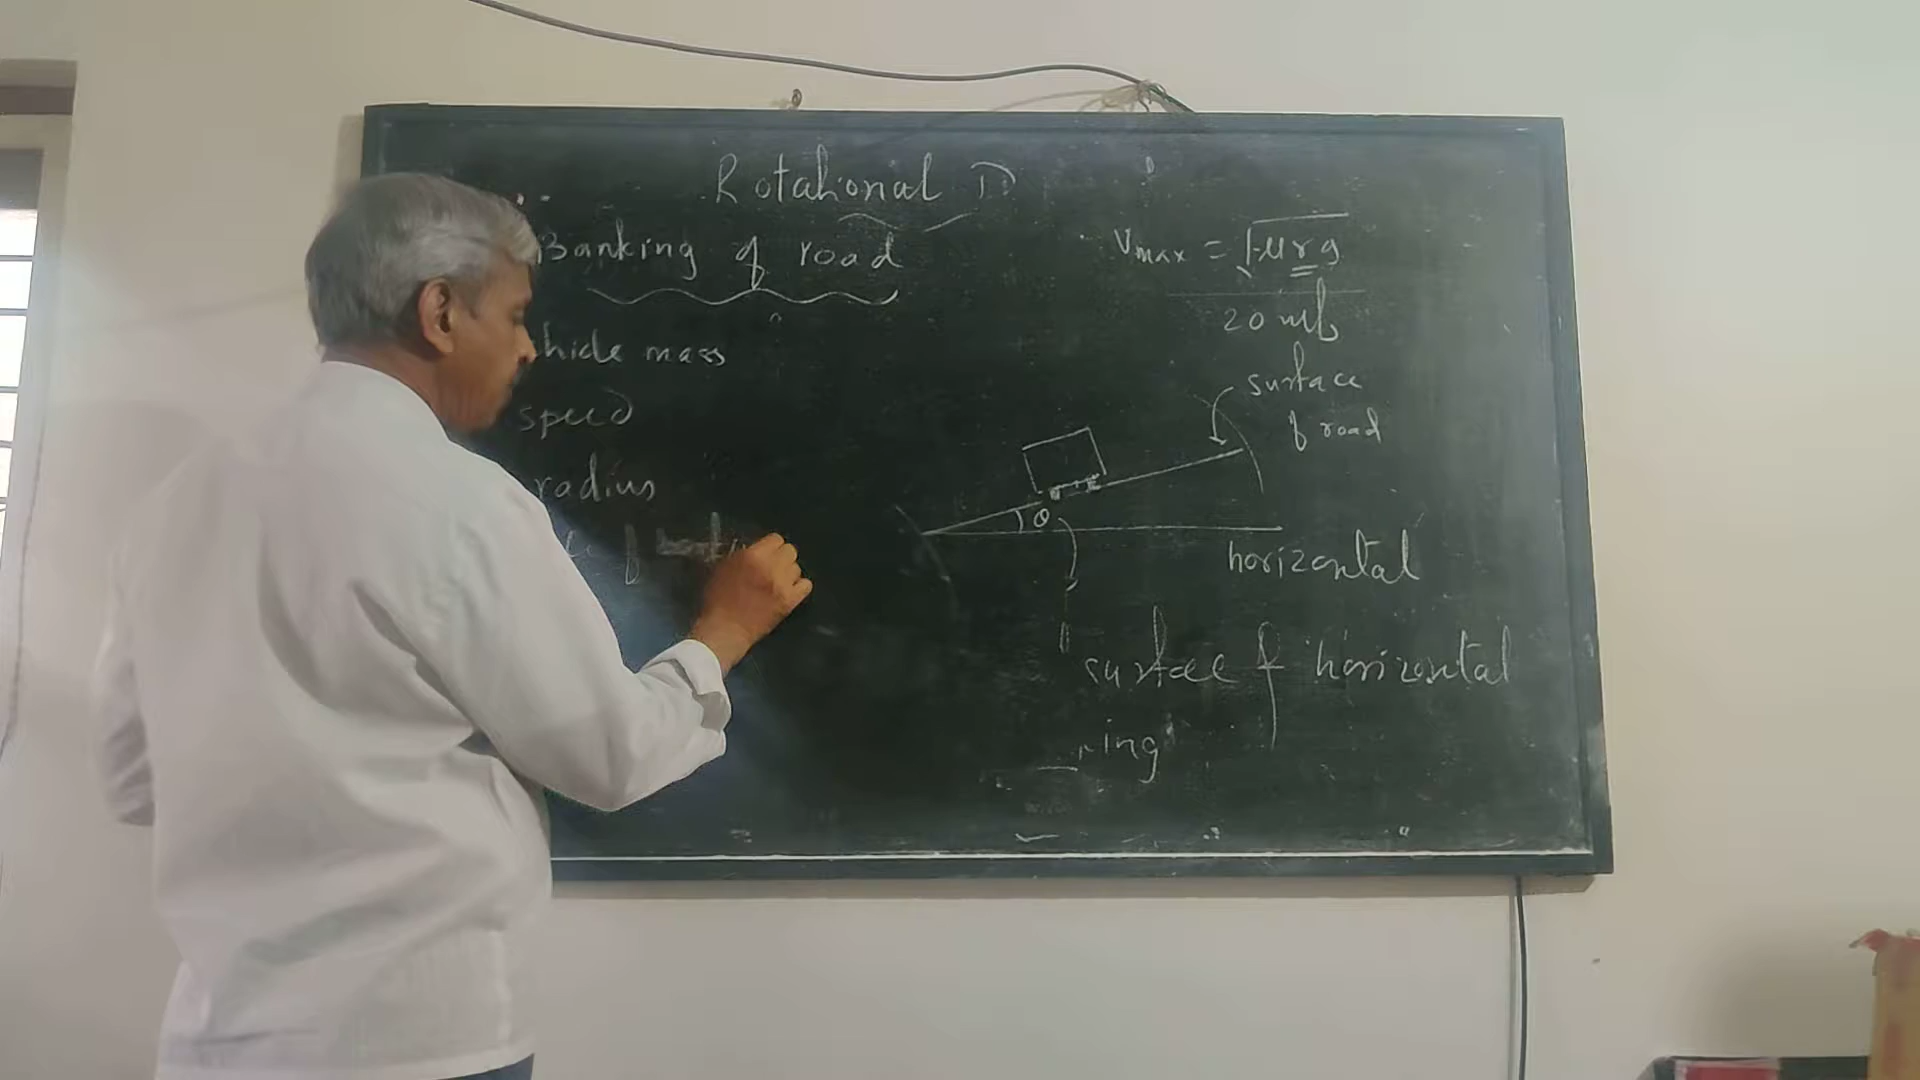 Rotational D
Banking of road
hicle mass
speed
radius
of
Vmax = √μrg
20 m/s
surface
of road
θ
horizontal
surface & horizontal
ring